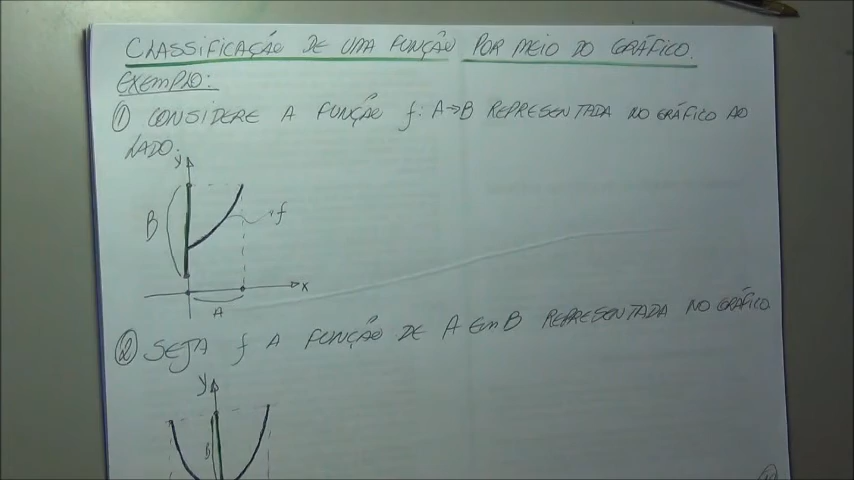 CLASSIFICAÇÃO DE UMA FUNÇÃO POR MEIO DO GRÁFICO.
EXEMPLO:
① CONSIDERE A FUNÇÃO f: A→B REPRESENTADA NO GRÁFICO AO
LADO.
y
B
f
x
A
② SEJA f A FUNÇÃO DE A EM B REPRESENTADA NO GRÁFICO
y
B